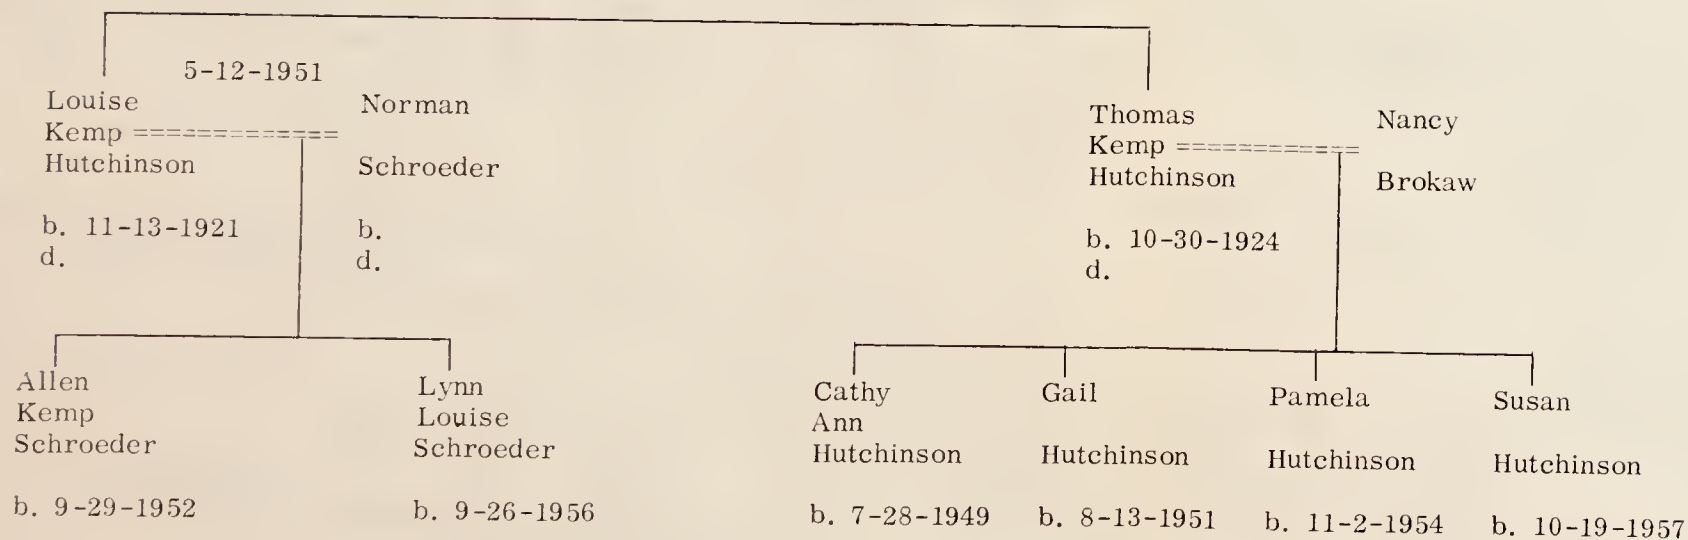 5-12-1951
Louise
Kemp =============
Hutchinson
b. 11-13-1921
d.
Norman
Schroeder
b.
d.
Thomas
Kemp ============
Hutchinson
b. 10-30-1924
d.
Nancy
Brokaw
Allen
Kemp
Schroeder
b. 9-29-1952
Lynn
Louise
Schroeder
b. 9-26-1956
Cathy
Ann
Hutchinson
b. 7-28-1949
Gail
Hutchinson
b. 8-13-1951
Pamela
Hutchinson
b. 11-2-1954
Susan
Hutchinson
b. 10-19-1957